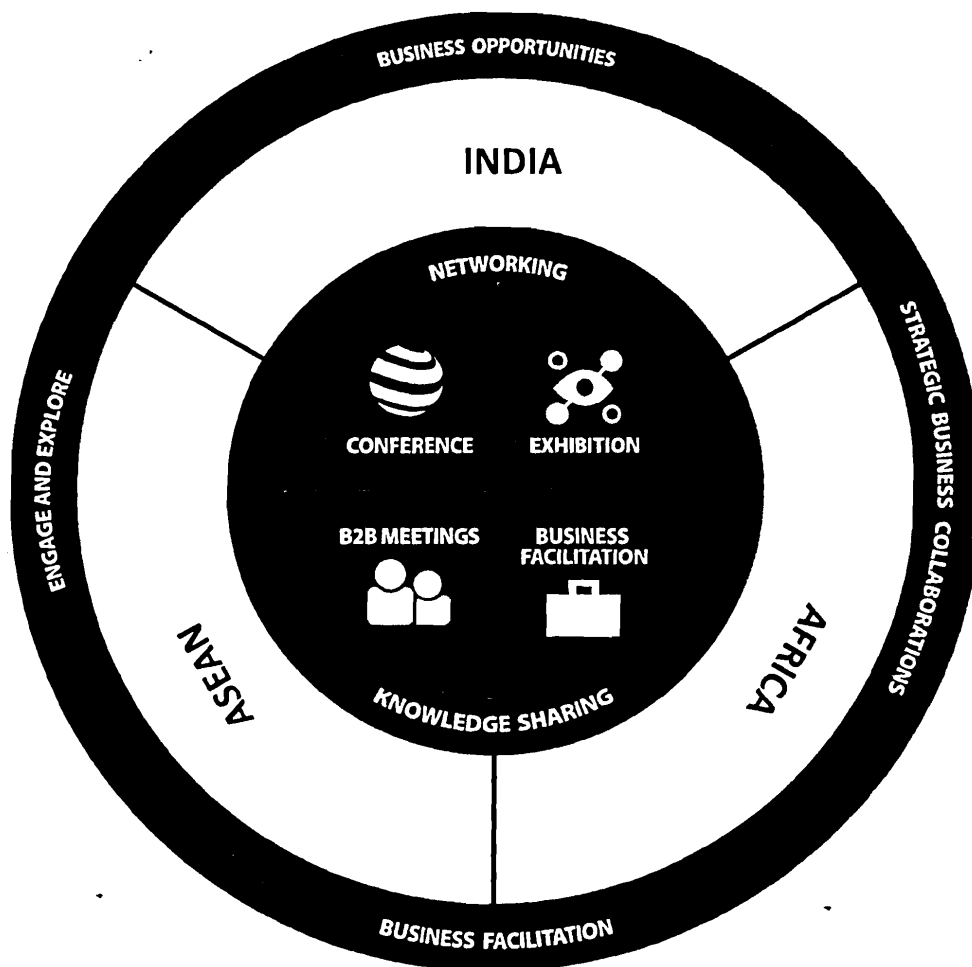 BUSINESS OPPORTUNITIES
INDIA
NETWORKING
ENGAGE AND EXPLORE
STRATEGIC BUSINESS COLLABORATIONS
CONFERENCE
EXHIBITION
B2B MEETINGS
BUSINESS
FACILITATION
ASEAN
AFRICA
KNOWLEDGE SHARING
BUSINESS FACILITATION